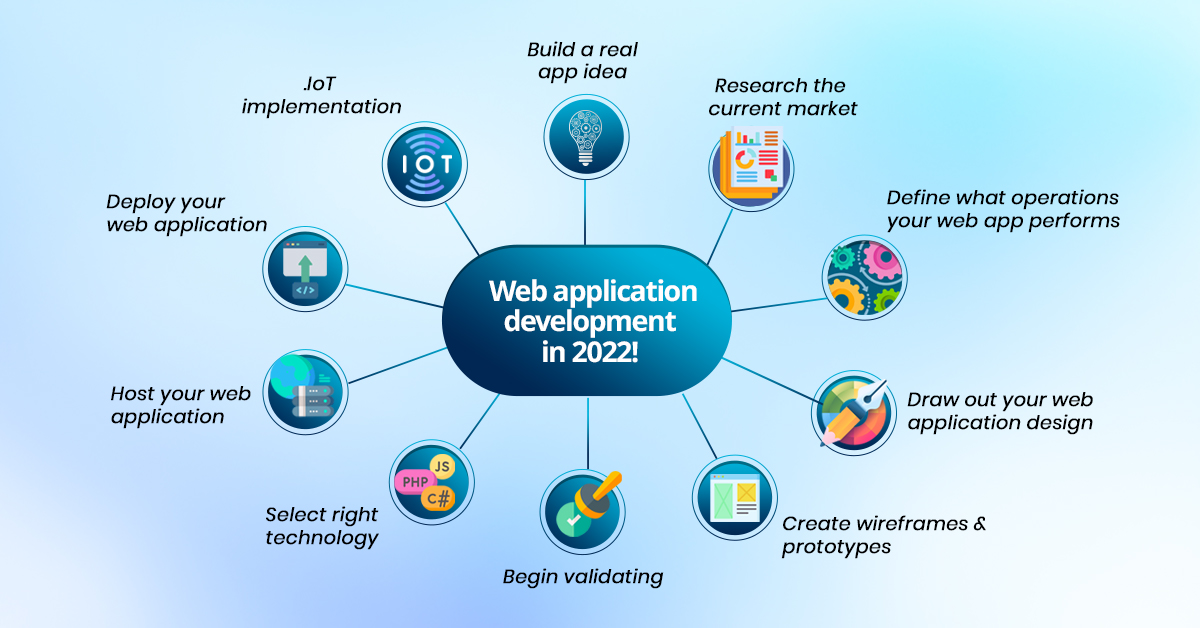 Build a real
app idea
Research the
current market
Define what operations
your web app performs
Draw out your web
application design
Create wireframes &
prototypes
Begin validating
Select right
technology
JS
PHP
C#
Host your web
application
Deploy your
web application
</>
.IoT
implementation
IOT
Web application
development
in 2022!